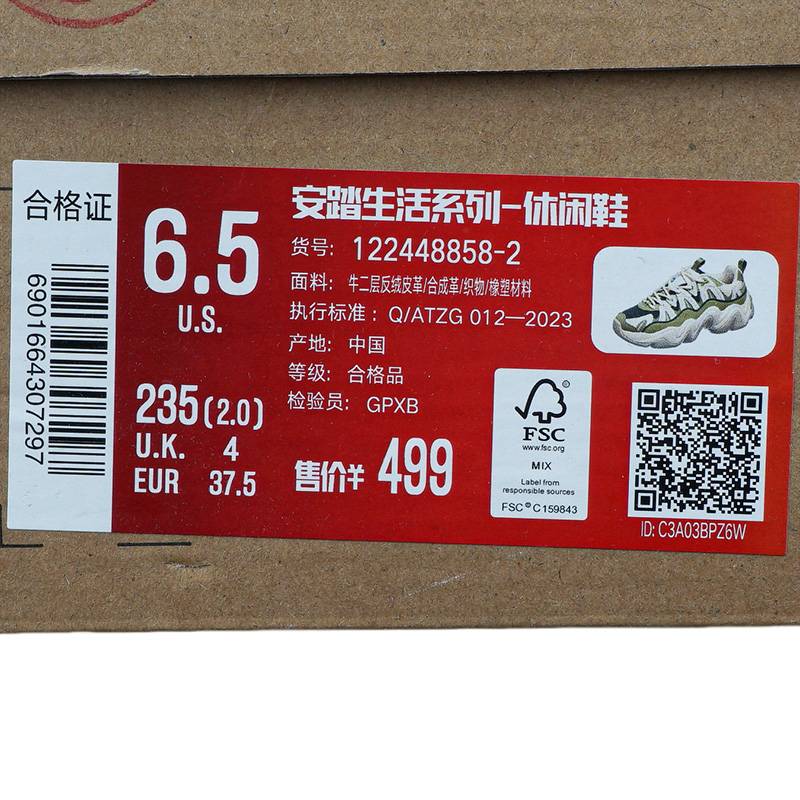 合格证
6901664307297
6.5
U.S.
235(2.0)
U.K. 4
EUR 37.5
安踏生活系列-休闲鞋
货号: 122448858-2
面料: 牛二层反绒皮革/合成革/织物/橡塑材料
执行标准: Q/ATZG 012—2023
产地: 中国
等级: 合格品
检验员: GPXB
售价¥ 499
FSC
www.fsc.org
MIX
Label from
responsible sources
FSC® C159843
ID: C3A03BPZ6W